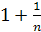 1 + 1/n